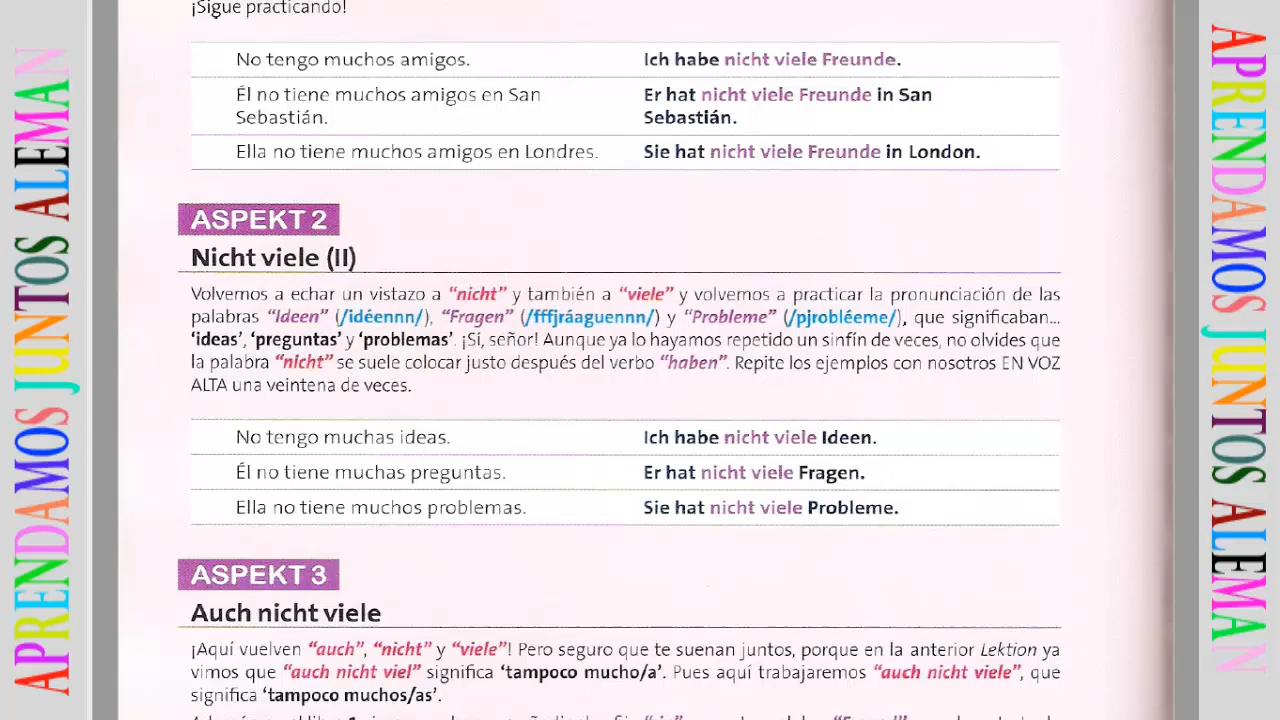 ¡Sigue practicando!
No tengo muchos amigos. Ich habe nicht viele Freunde.
Él no tiene muchos amigos en San Sebastián. Er hat nicht viele Freunde in San Sebastián.
Ella no tiene muchos amigos en Londres. Sie hat nicht viele Freunde in London.
ASPEKT 2
Nicht viele (II)
Volvemos a echar un vistazo a “nicht” y también a “viele” y volvemos a practicar la pronunciación de las
palabras “Ideen” (/idéennn/), “Fragen” (/fffjráaguennn/) y “Probleme” (/pjrobléeme/), que significaban...
‘ideas’, ‘preguntas’ y ‘problemas’. ¡Sí, señor! Aunque ya lo hayamos repetido un sinfín de veces, no olvides que
la palabra “nicht” se suele colocar justo después del verbo “haben”. Repite los ejemplos con nosotros EN VOZ
ALTA una veintena de veces.
No tengo muchas ideas. Ich habe nicht viele Ideen.
Él no tiene muchas preguntas. Er hat nicht viele Fragen.
Ella no tiene muchos problemas. Sie hat nicht viele Probleme.
ASPEKT 3
Auch nicht viele
¡Aquí vuelven “auch”, “nicht” y “viele”! Pero seguro que te suenan juntos, porque en la anterior Lektion ya
vimos que “auch nicht viel” significa ‘tampoco mucho/a’. Pues aquí trabajaremos “auch nicht viele”, que
significa ‘tampoco muchos/as’.
APRENDAMOS JUNTOS ALEMAN
APRENDAMOS JUNTOS ALEMAN